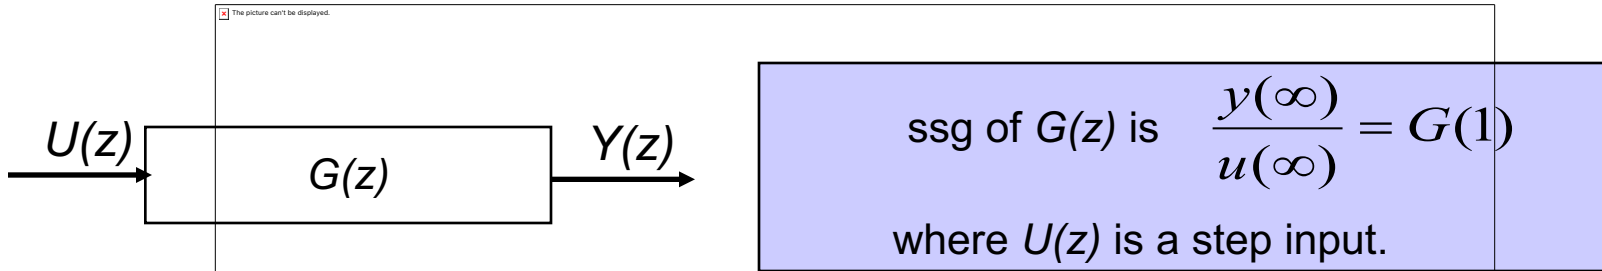 The picture can't be displayed.
U(z)
G(z)
Y(z)
ssg of G(z) is y(∞)/u(∞) = G(1)
where U(z) is a step input.